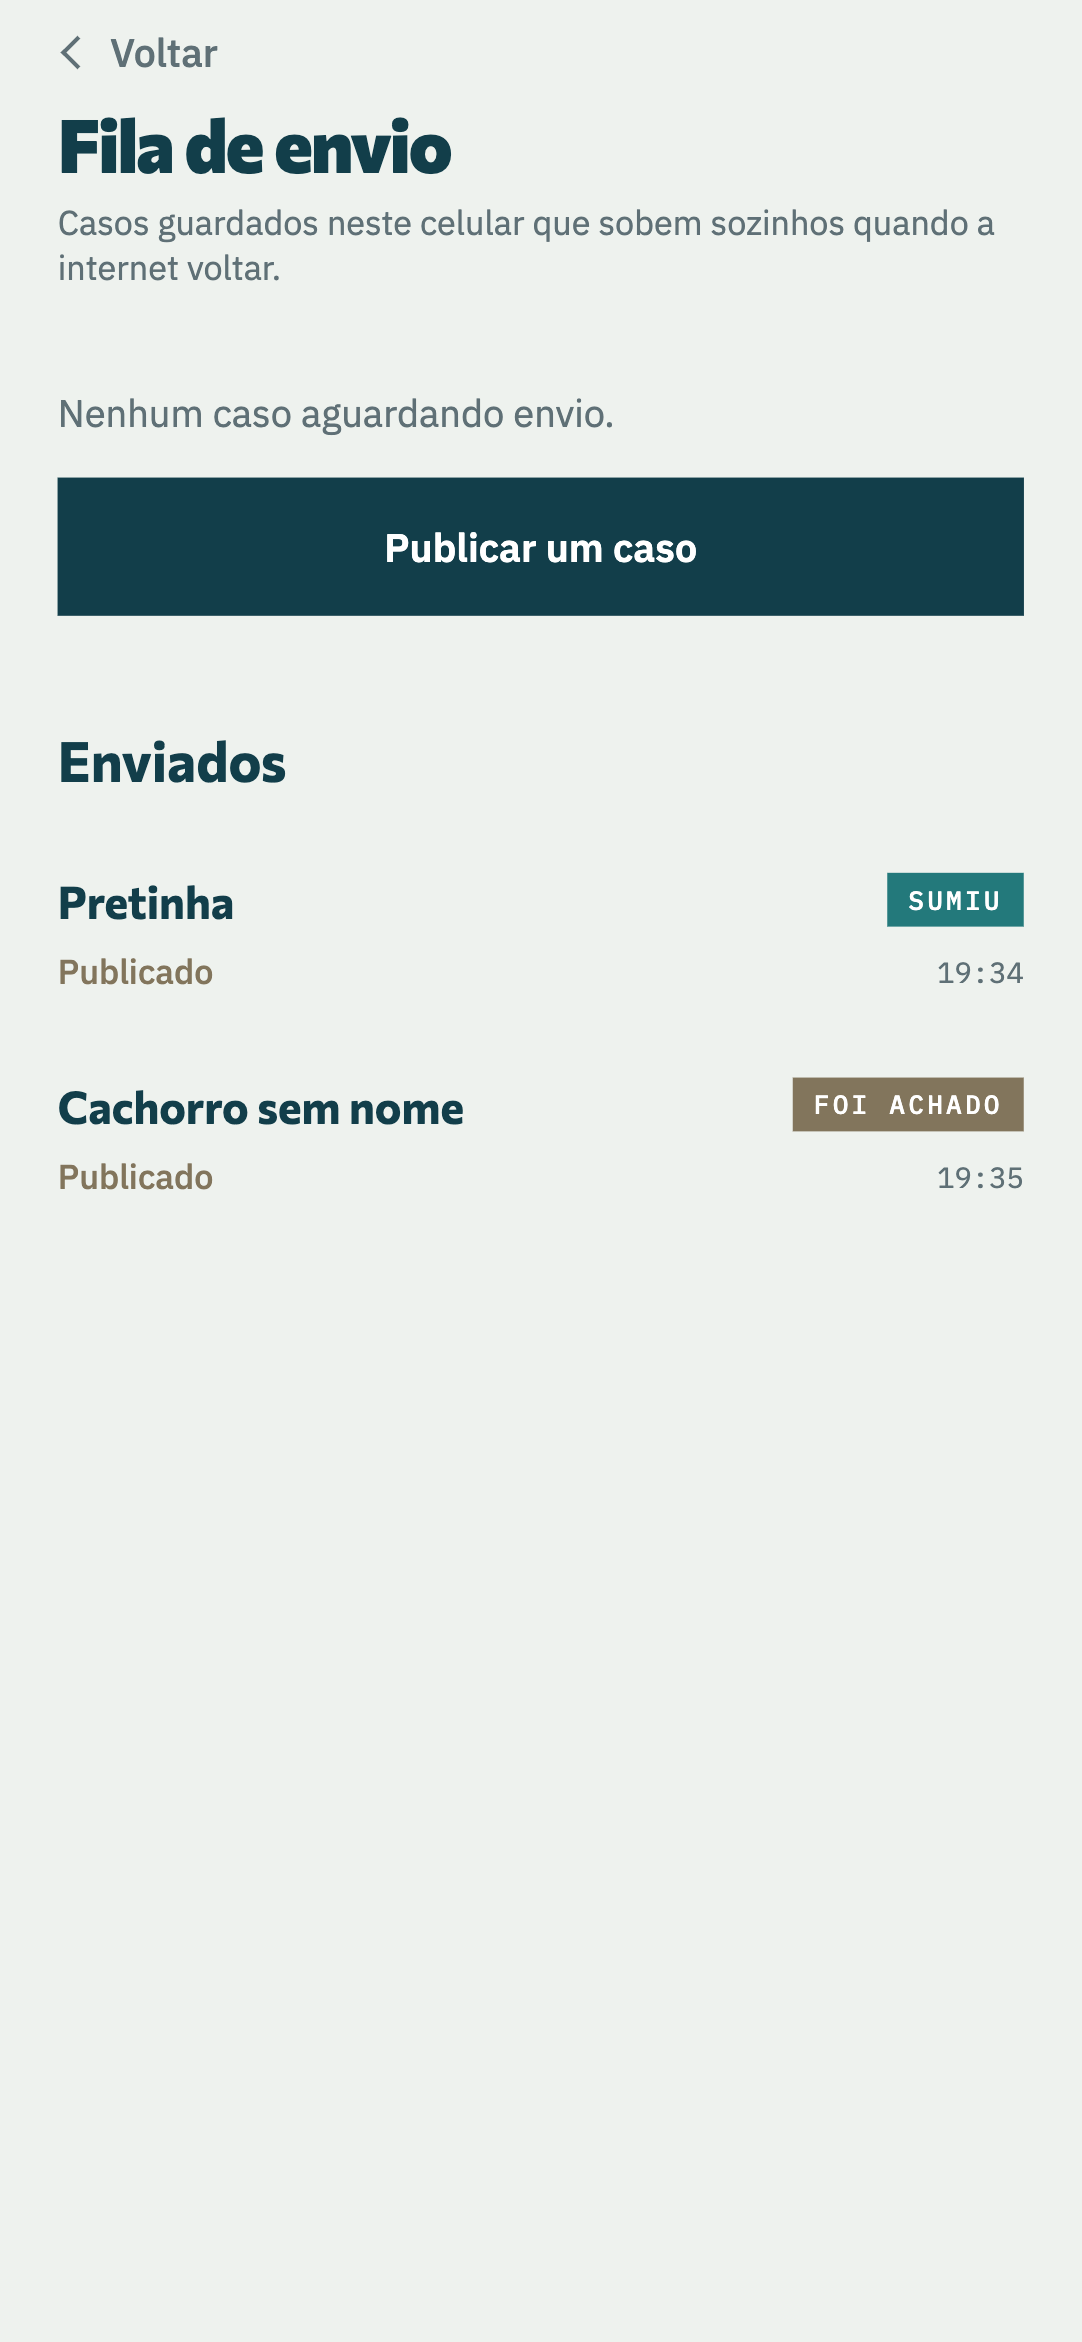 Voltar
Fila de envio
Casos guardados neste celular que sobem sozinhos quando a
internet voltar.
Nenhum caso aguardando envio.
Publicar um caso
Enviados
Pretinha
SUMIU
Publicado
19:34
Cachorro sem nome
FOI ACHADO
Publicado
19:35